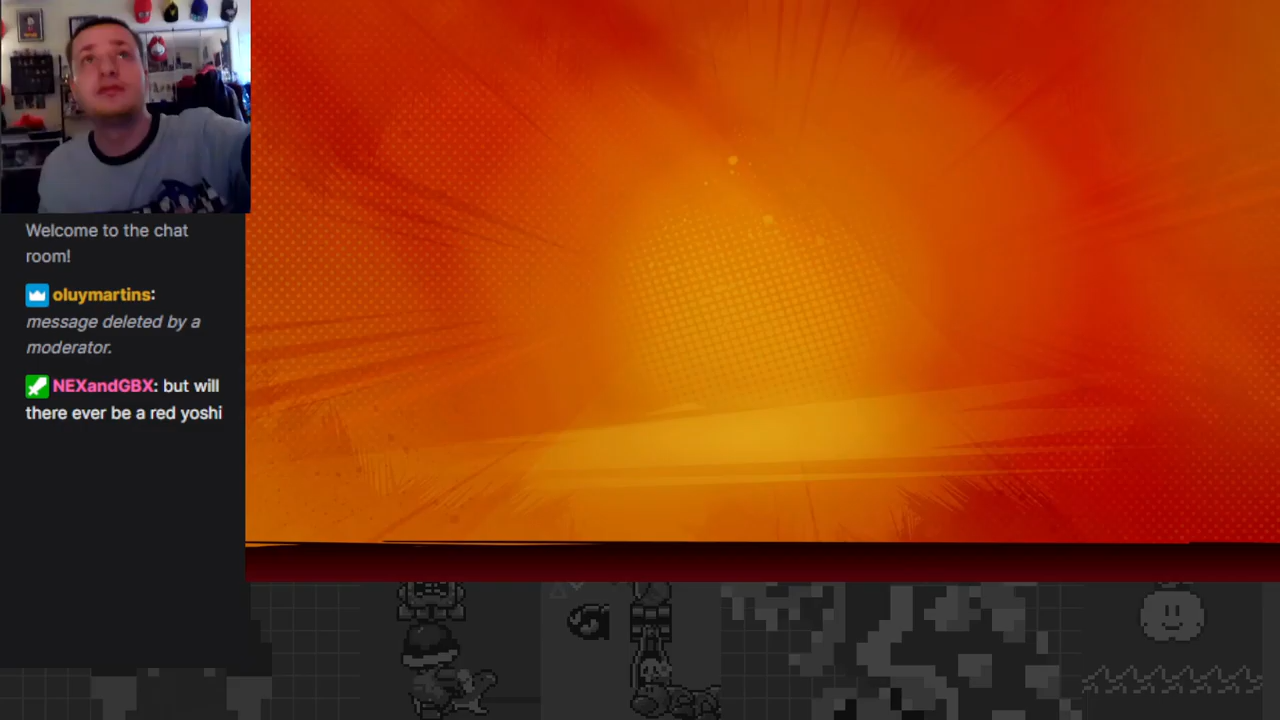 Welcome to the chat
room!
oluymartins:
message deleted by a
moderator.
NEXandGBX: but will
there ever be a red yoshi